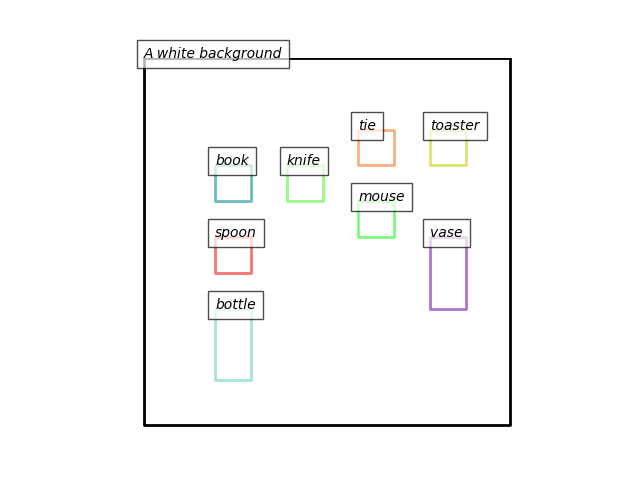 A white background
tie
toaster
book
knife
mouse
spoon
vase
bottle